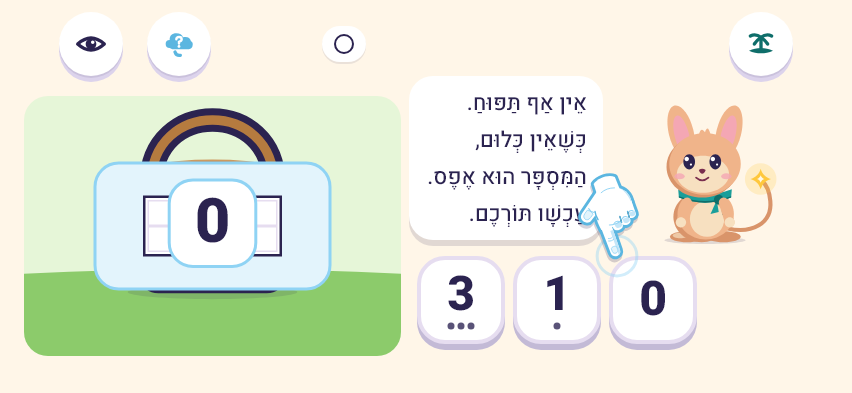 אֵין אַף תַּפּוּחַ.
כְּשֶׁאֵין כְּלוּם,
הַמִּסְפָּר הוּא אֶפֶס.
עַכְשָׁו תּוֹרְכֶם.
0
3
1
0